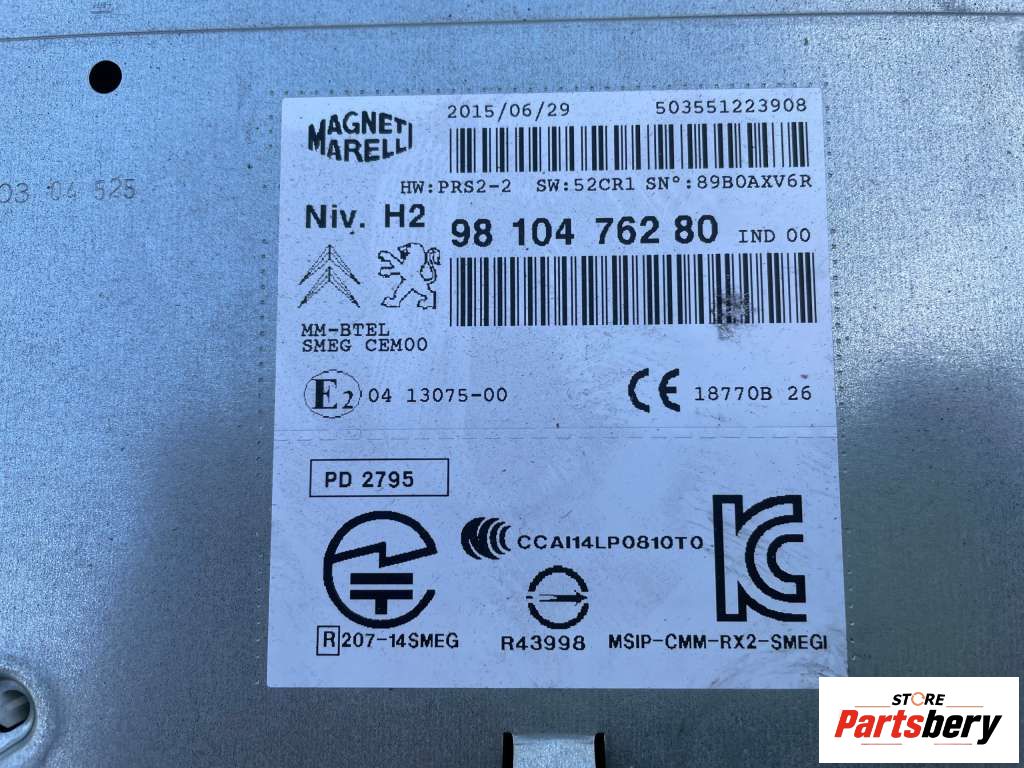 MAGNETI MARELLI
2015/06/29 503551223908
HW:PRS2-2 SW:52CR1 SN°:89B0AXV6R
Niv. H2 98 104 762 80 IND 00
MM-BTEL
SMEG CEM00
E2 04 13075-00 CE 18770B 26
PD 2795
CCAI14LP0810T0
KC
R 207-14SMEG R43998 MSIP-CMM-RX2-SMEGI
03 04 525
STORE
Partsbery